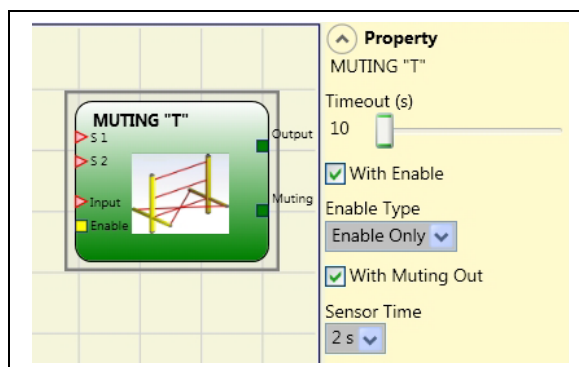 MUTING "T"
S 1
S 2
Input
Enable
Output
Muting
Property
MUTING "T"
Timeout (s)
10
With Enable
Enable Type
Enable Only
With Muting Out
Sensor Time
2 s